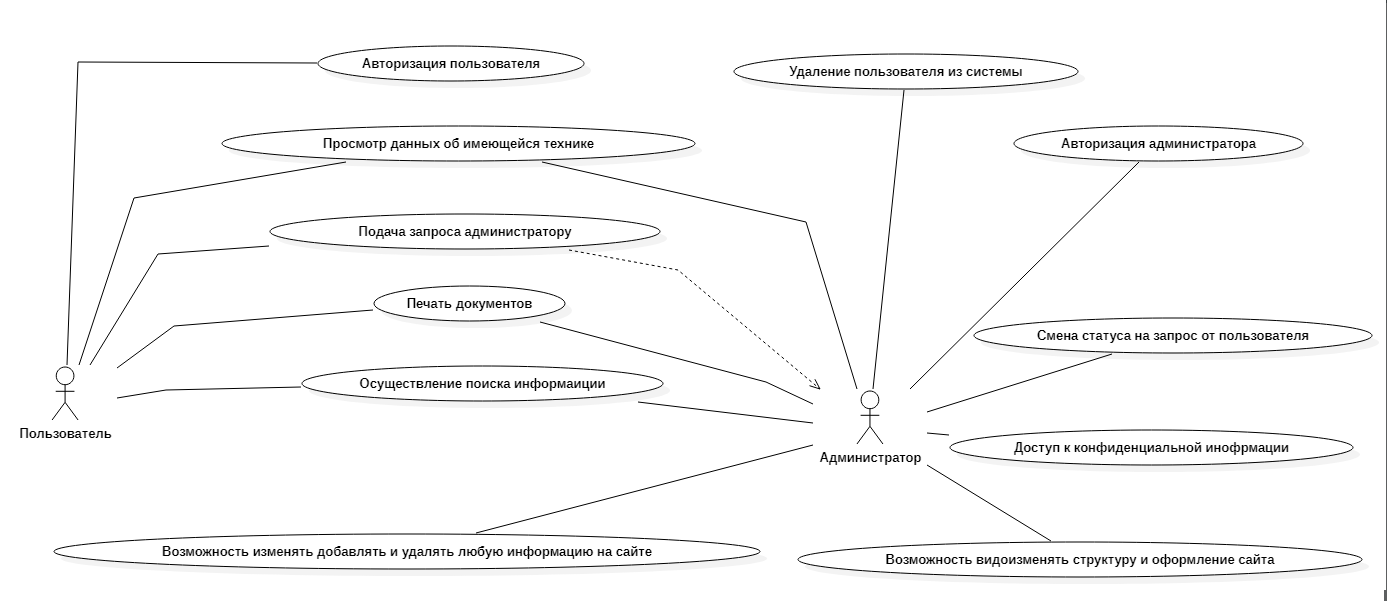 Авторизация пользователя
Удаление пользователя из системы
Просмотр данных об имеющейся технике
Авторизация администратора
Подача запроса администратору
Печать документов
Смена статуса на запрос от пользователя
Осуществление поиска информаиции
Пользователь
Доступ к конфиденциальной инофрмации
Администратор
Возможность изменять добавлять и удалять любую информацию на сайте
Возможность видоизменять структуру и оформление сайта